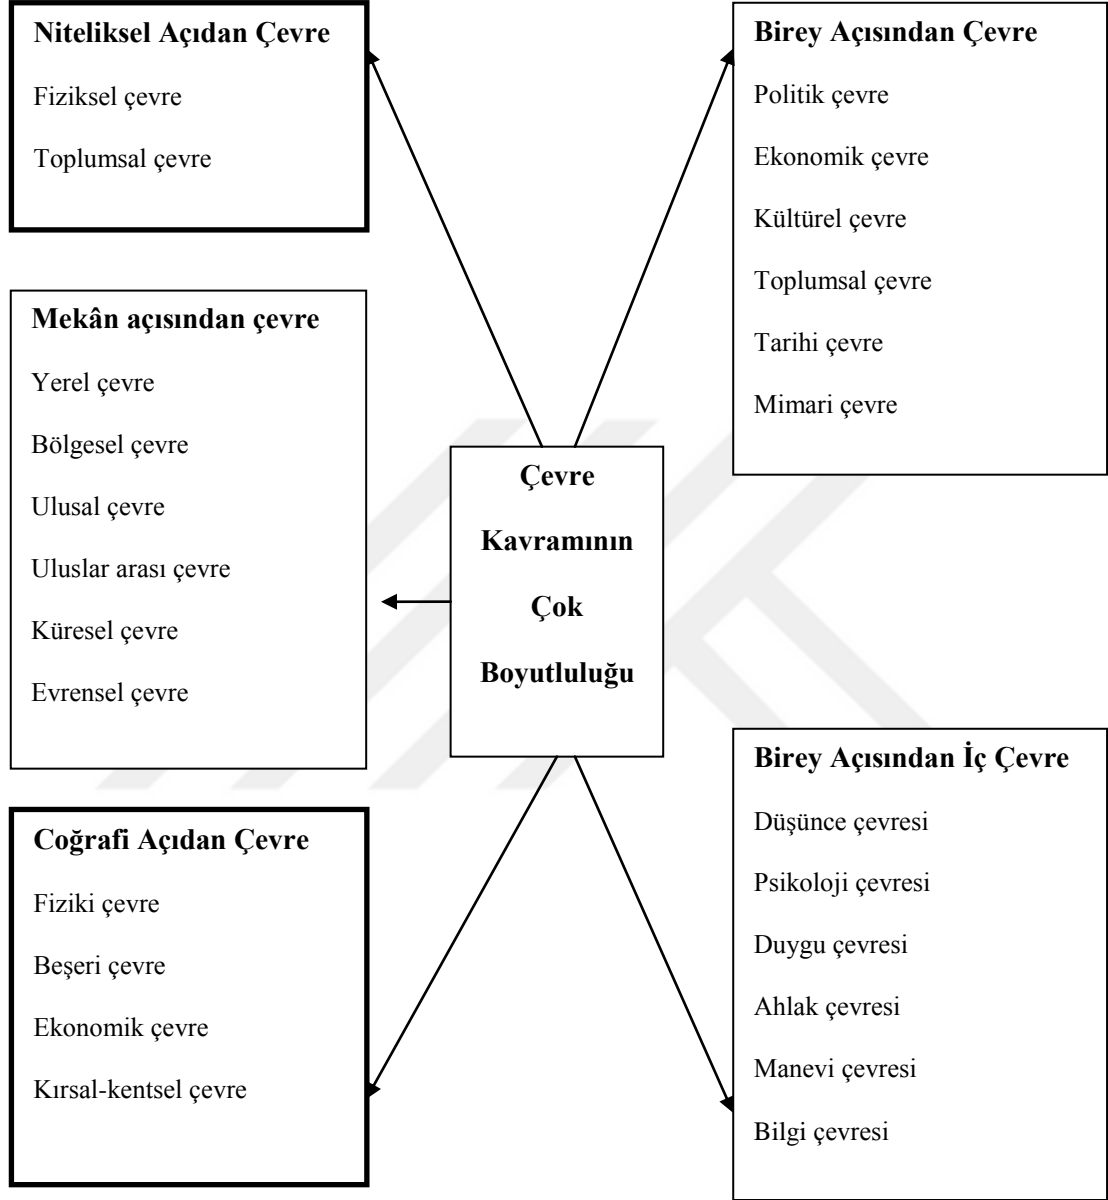 Niteliksel Açıdan Çevre
Fiziksel çevre
Toplumsal çevre
Birey Açısından Çevre
Politik çevre
Ekonomik çevre
Kültürel çevre
Toplumsal çevre
Tarihi çevre
Mimari çevre
Mekân açısından çevre
Yerel çevre
Bölgesel çevre
Ulusal çevre
Uluslar arası çevre
Küresel çevre
Evrensel çevre
Çevre
Kavramının
Çok
Boyutluluğu
Coğrafi Açıdan Çevre
Fiziki çevre
Beşeri çevre
Ekonomik çevre
Kırsal-kentsel çevre
Birey Açısından İç Çevre
Düşünce çevresi
Psikoloji çevresi
Duygu çevresi
Ahlak çevresi
Manevi çevresi
Bilgi çevresi